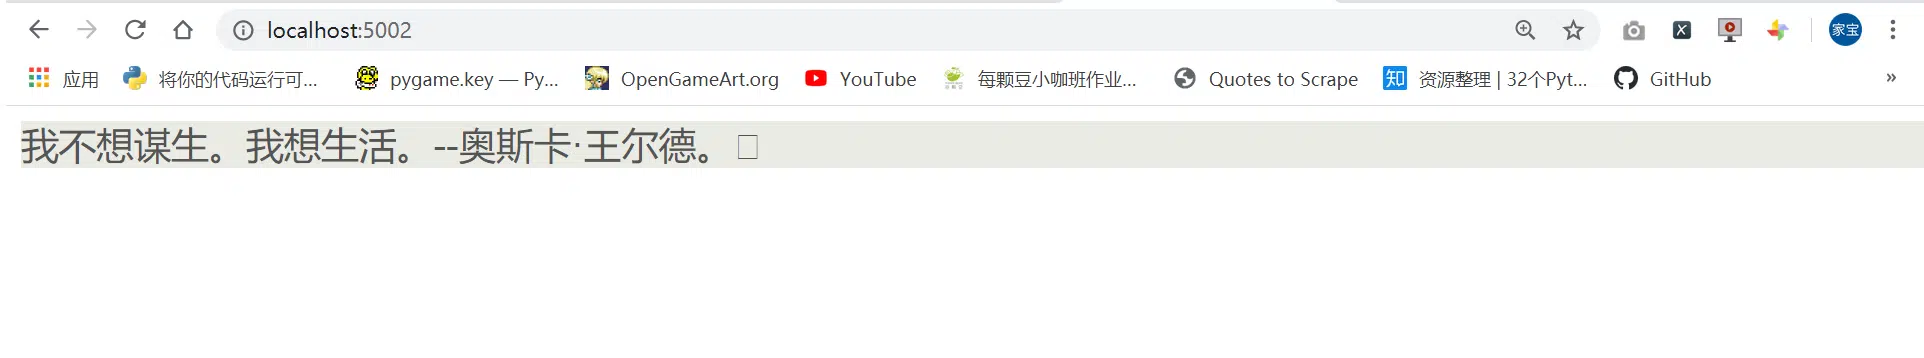 localhost:5002
家宝
应用 将你的代码运行可... pygame.key — Py... OpenGameArt.org YouTube 每颗豆小咖班作业... Quotes to Scrape 知 资源整理 | 32个Pyt... GitHub »
我不想谋生。我想生活。--奥斯卡·王尔德。 □